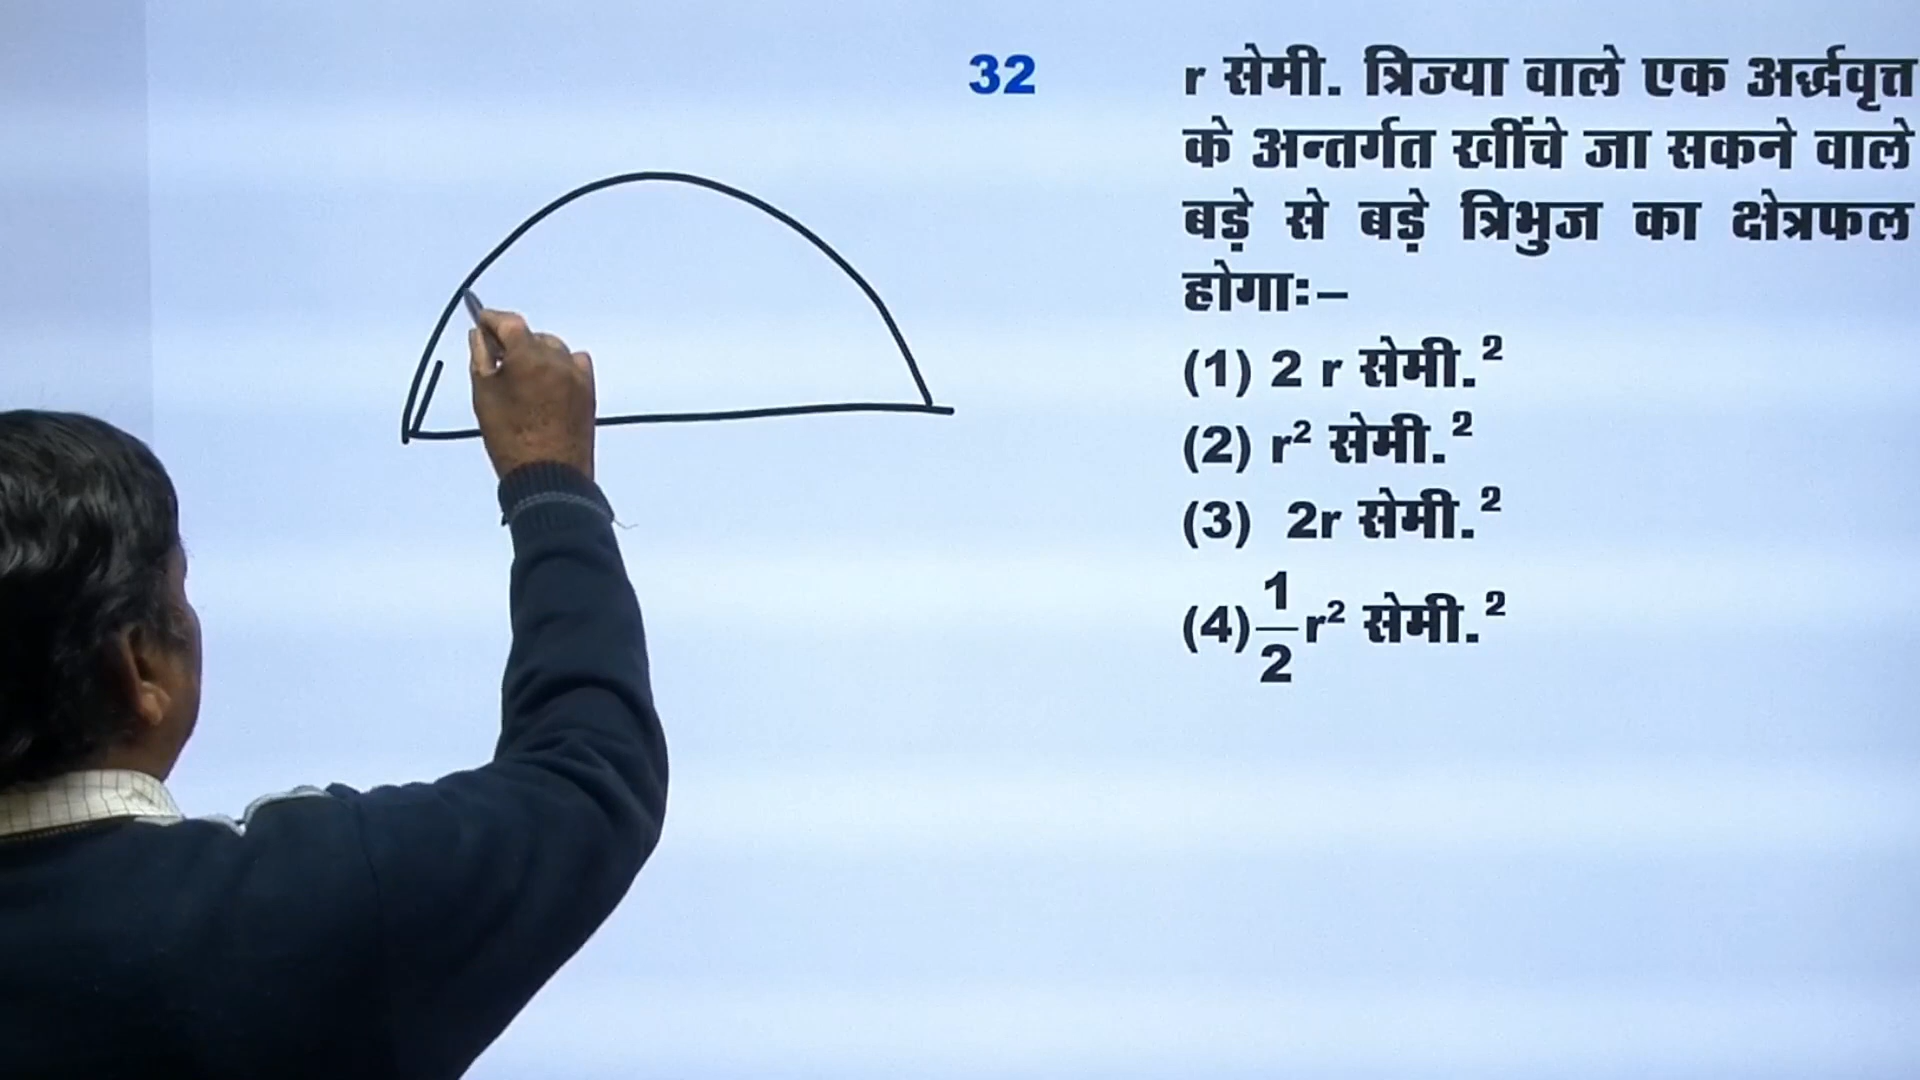 32 r सेमी. त्रिज्या वाले एक अर्द्धवृत्त
के अन्तर्गत खींचे जा सकने वाले
बड़े से बड़े त्रिभुज का क्षेत्रफल
होगाः–
(1) 2 r सेमी.²
(2) r² सेमी.²
(3) 2r सेमी.²
(4) 1/2 r² सेमी.²